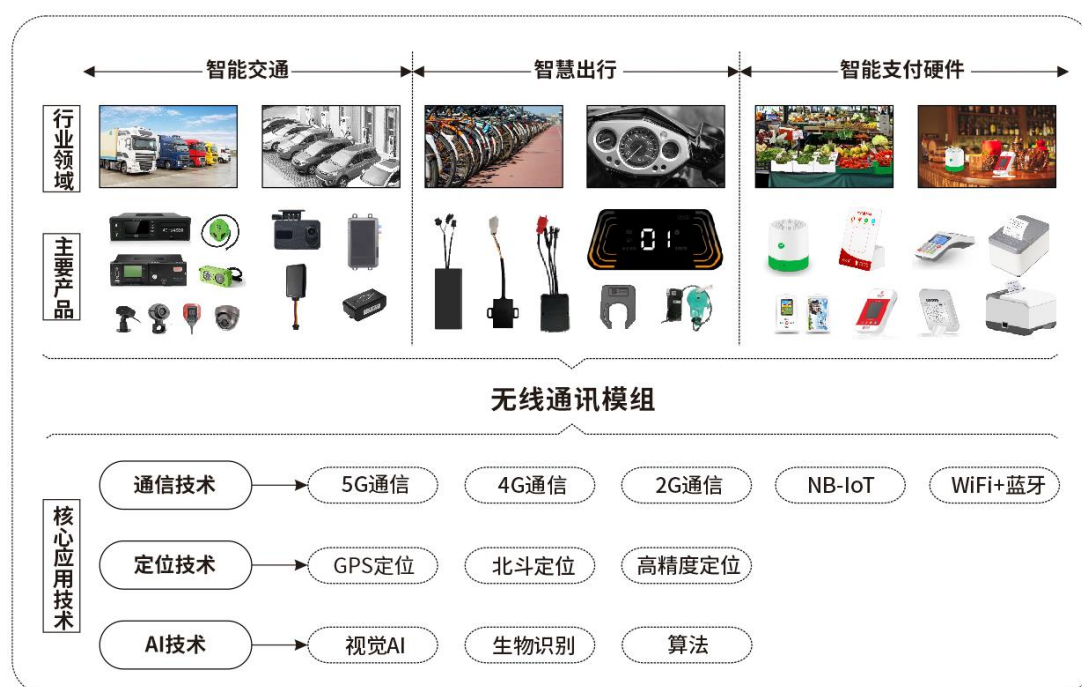 智能交通
智慧出行
智能支付硬件
行业领域
主要产品
01
无线通讯模组
核心应用技术
通信技术
5G通信
4G通信
2G通信
NB-IoT
WiFi+蓝牙
定位技术
GPS定位
北斗定位
高精度定位
AI技术
视觉AI
生物识别
算法